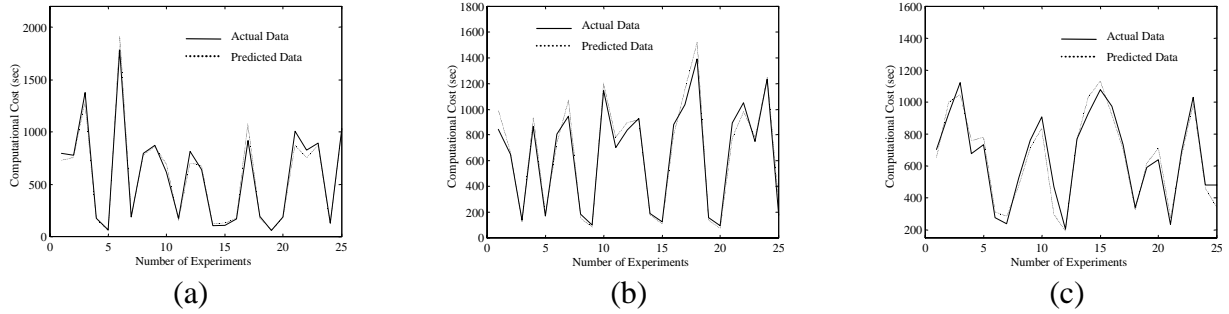 2200
2000
1500
1000
500
0
0 5 10 15 20 25
Computational Cost (sec)
Number of Experiments
Actual Data
Predicted Data
(a)
1800
1600
1400
1200
1000
800
600
400
200
0
0 5 10 15 20 25
Computational Cost (sec)
Number of Experiments
Actual Data
Predicted Data
(b)
1600
1400
1200
1000
800
600
400
200
0 5 10 15 20 25
Computational Cost (sec)
Number of Experiments
Actual Data
Predicted Data
(c)